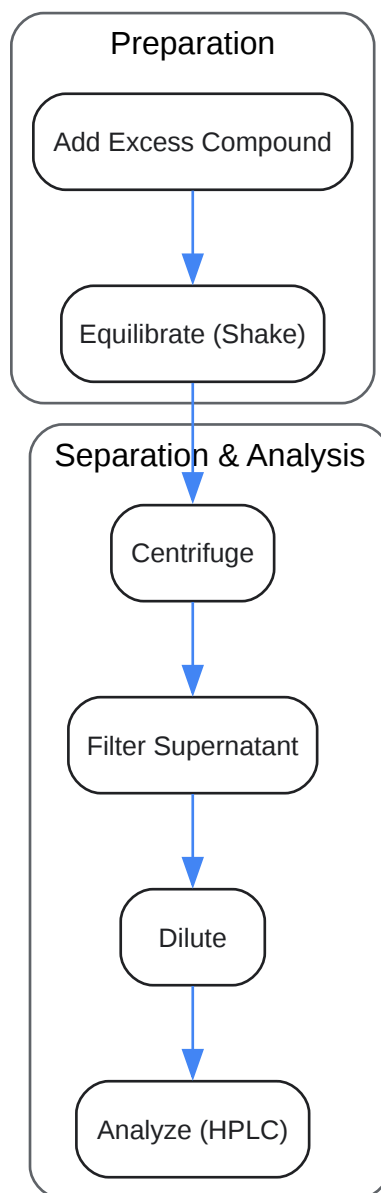 Preparation
Add Excess Compound
Equilibrate (Shake)
Separation & Analysis
Centrifuge
Filter Supernatant
Dilute
Analyze (HPLC)